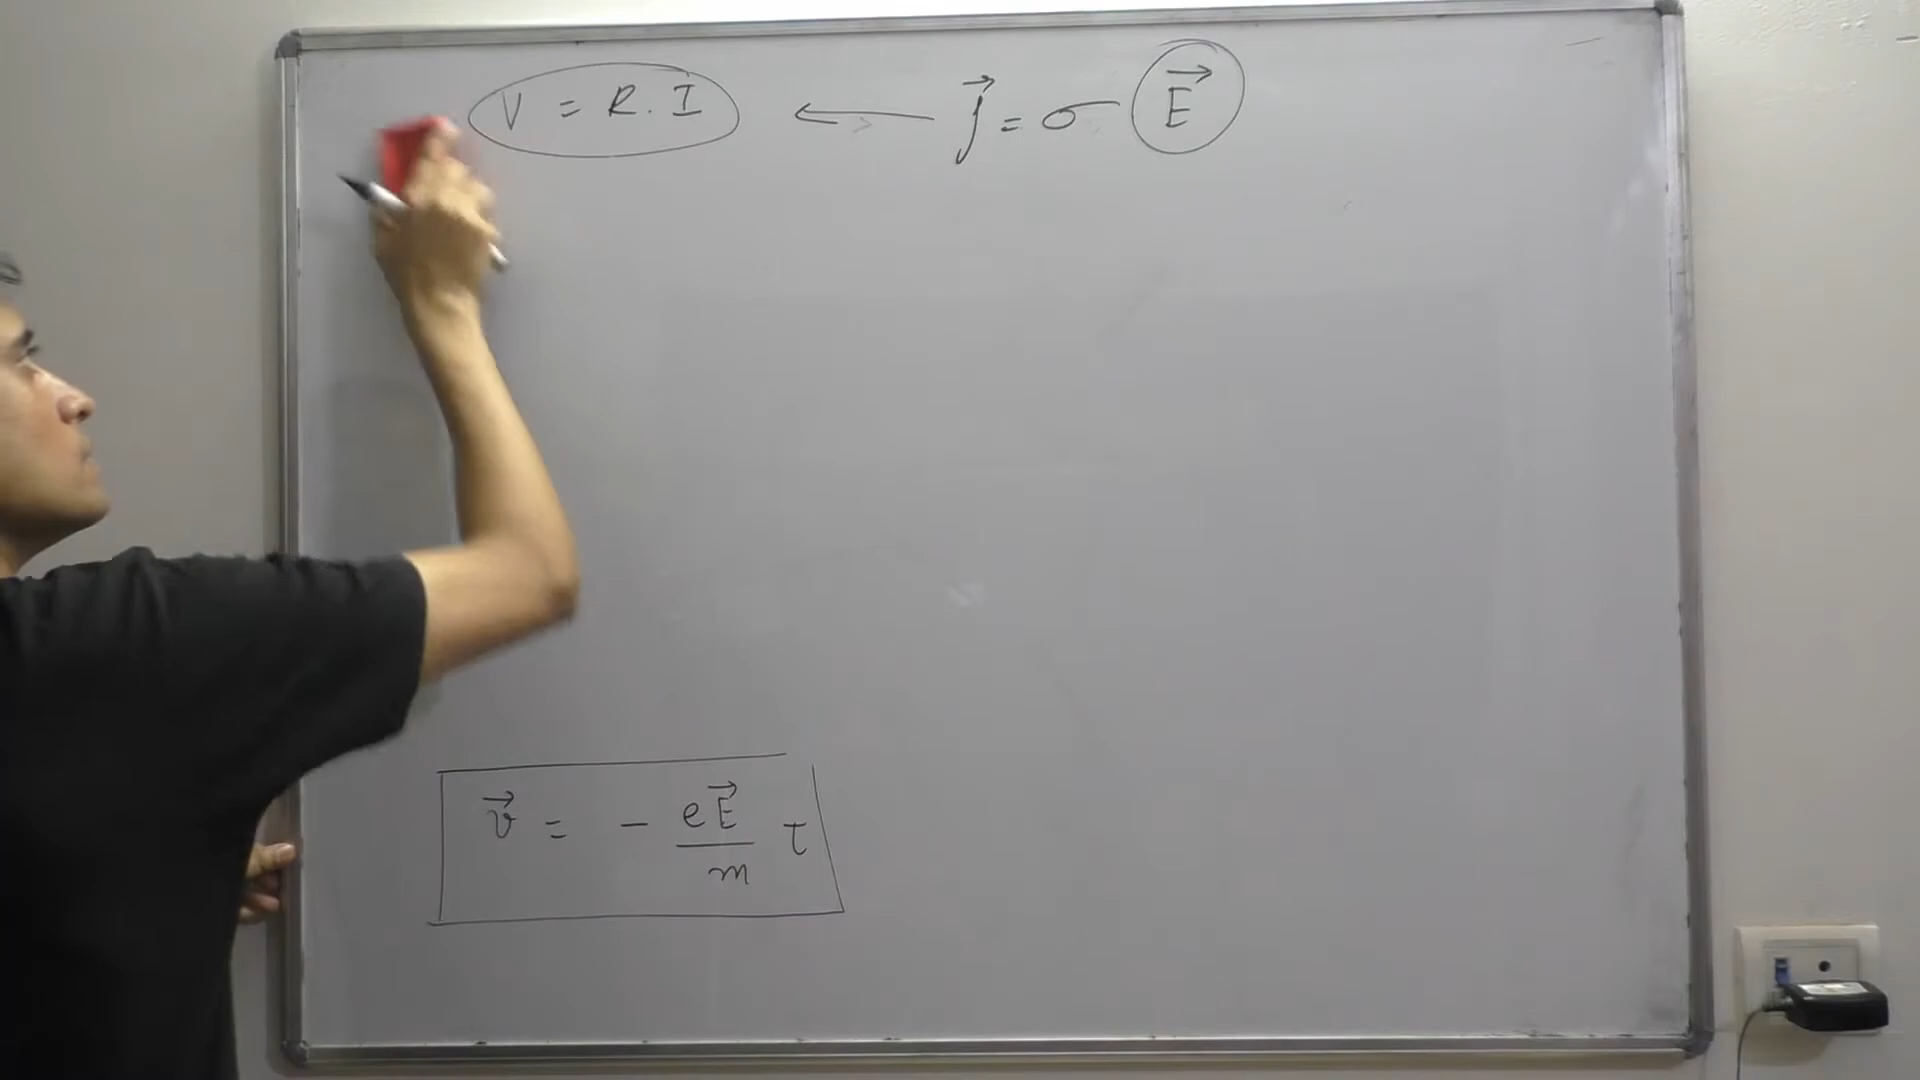 V = R . I ← j⃗ = σ E⃗
v⃗ = - eE⃗/m τ